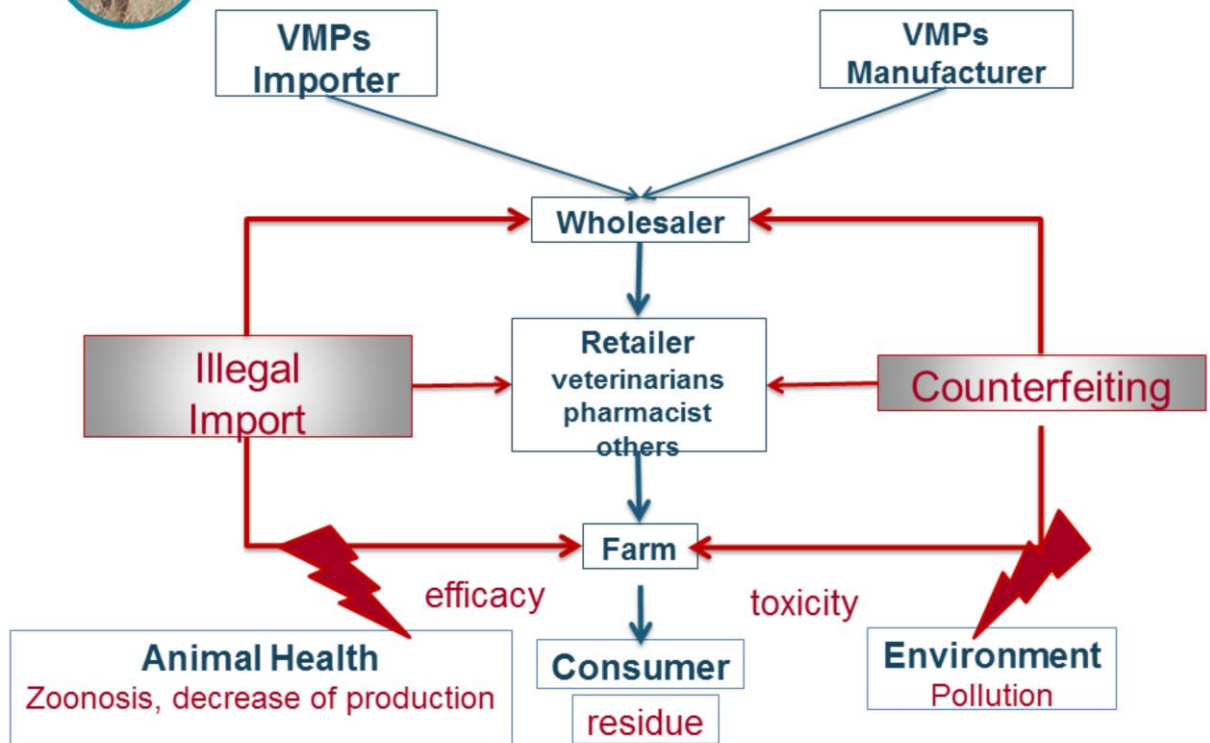 VMPs
Importer
VMPs
Manufacturer
Wholesaler
Illegal
Import
Retailer
veterinarians
pharmacist
others
Counterfeiting
Farm
efficacy
toxicity
Animal Health
Zoonosis, decrease of production
Consumer
residue
Environment
Pollution